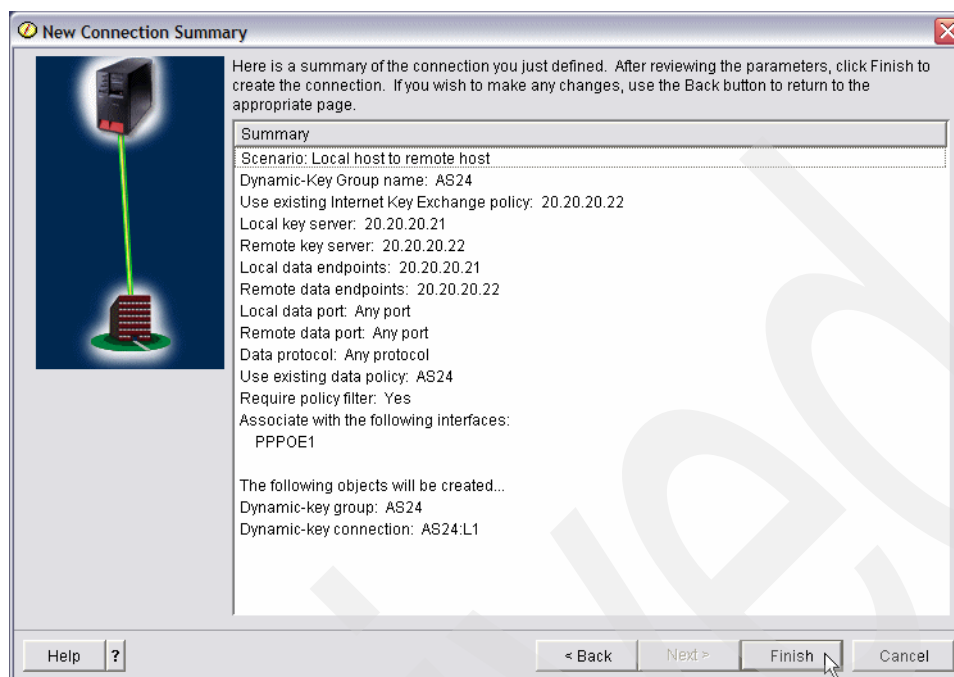 New Connection Summary
Here is a summary of the connection you just defined. After reviewing the parameters, click Finish to
create the connection. If you wish to make any changes, use the Back button to return to the
appropriate page.
Summary
Scenario: Local host to remote host
Dynamic-Key Group name: AS24
Use existing Internet Key Exchange policy: 20.20.20.22
Local key server: 20.20.20.21
Remote key server: 20.20.20.22
Local data endpoints: 20.20.20.21
Remote data endpoints: 20.20.20.22
Local data port: Any port
Remote data port: Any port
Data protocol: Any protocol
Use existing data policy: AS24
Require policy filter: Yes
Associate with the following interfaces:
PPPOE1
The following objects will be created...
Dynamic-key group: AS24
Dynamic-key connection: AS24:L1
Help ? < Back Next > Finish Cancel